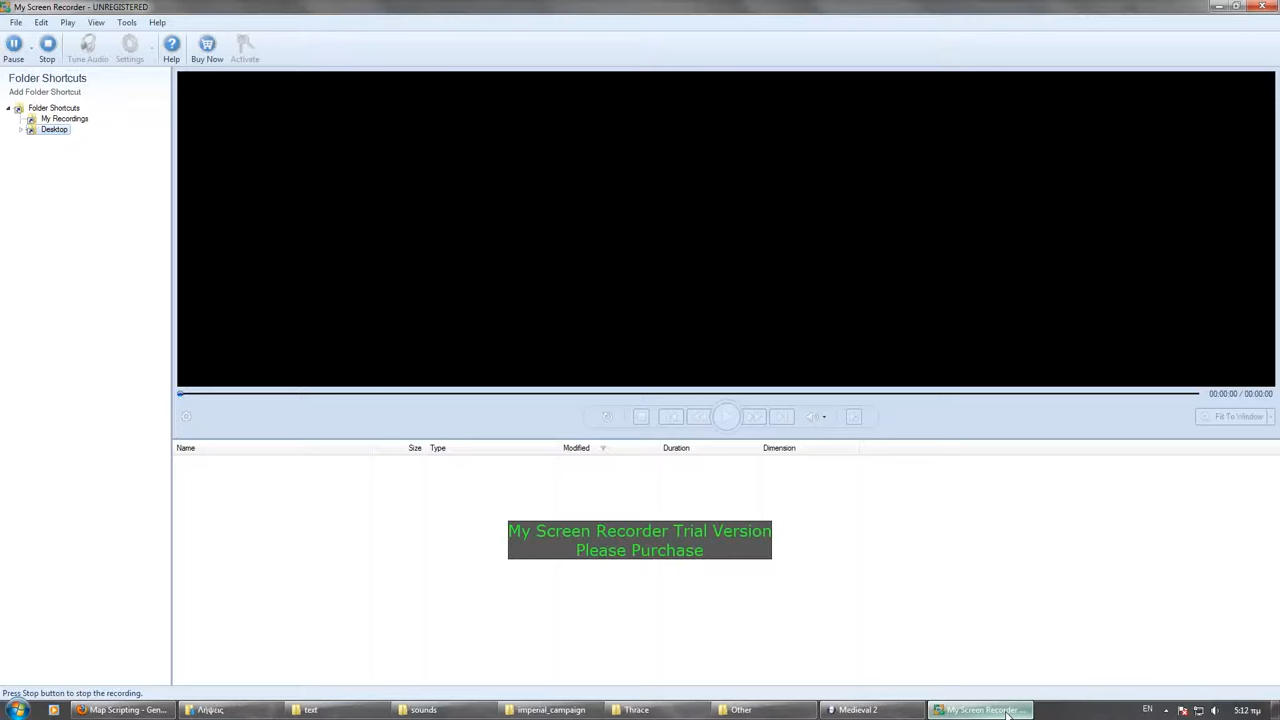 My Screen Recorder - UNREGISTERED
File Edit Play View Tools Help
Pause Stop Tune Audio Settings Help Buy Now Activate
Folder Shortcuts
Add Folder Shortcut
Folder Shortcuts
My Recordings
Desktop
00:00:00 / 00:00:00
Fit To Window
Name Size Type Modified Duration Dimension
My Screen Recorder Trial Version
Please Purchase
Press Stop button to stop the recording.
Map Scripting - Gen... Λήψεις text sounds imperial_campaign Thrace Other Medieval 2 My Screen Recorder ... EN 5:12 πμ